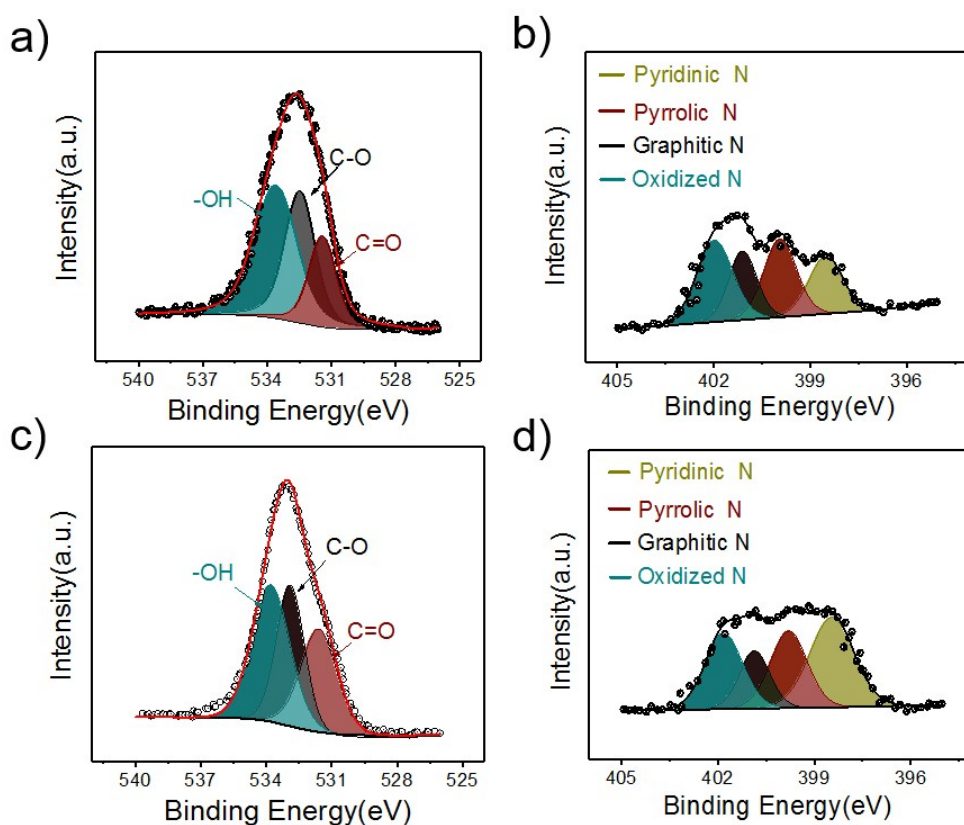 a)
Intensity(a.u.)
-OH
C-O
C=O
540 537 534 531 528 525
Binding Energy(eV)
b)
Intensity(a.u.)
Pyridinic N
Pyrrolic N
Graphitic N
Oxidized N
405 402 399 396
Binding Energy(eV)
c)
Intensity(a.u.)
-OH
C-O
C=O
540 537 534 531 528 525
Binding Energy(eV)
d)
Intensity(a.u.)
Pyridinic N
Pyrrolic N
Graphitic N
Oxidized N
405 402 399 396
Binding Energy(eV)